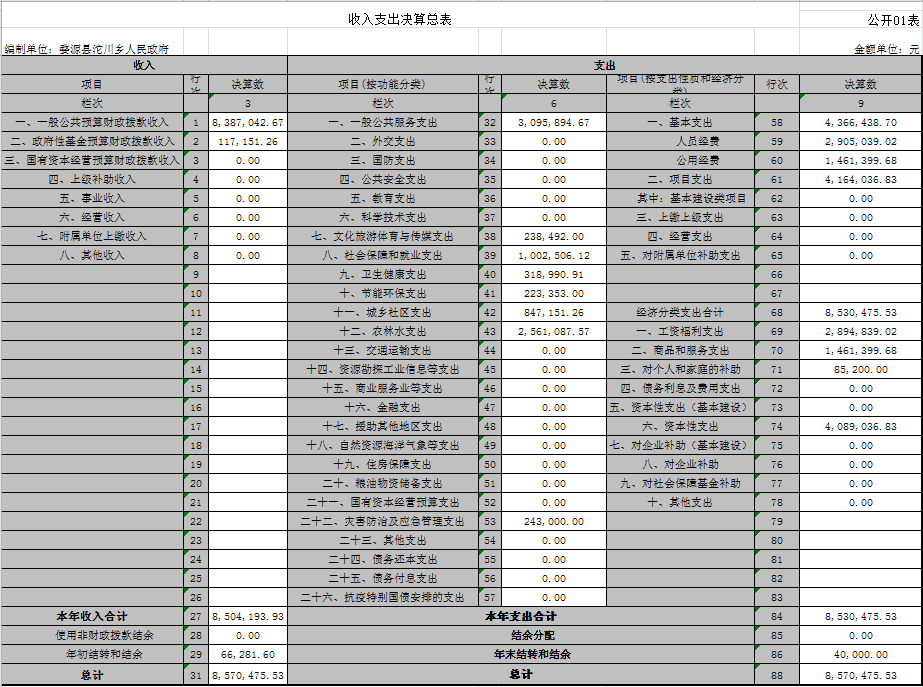 收入支出决算总表
公开01表
编制单位：婺源县沱川乡人民政府 金额单位：元
收入 支出
项目 行次 决算数 项目(按功能分类) 行次 决算数 项目(按支出性质和经济分类) 行次 决算数
栏次 3 栏次 6 栏次 9
一、一般公共预算财政拨款收入 1 8,387,042.67 一、一般公共服务支出 32 3,095,894.67 一、基本支出 58 4,366,438.70
二、政府性基金预算财政拨款收入 2 117,151.26 二、外交支出 33 0.00 人员经费 59 2,905,039.02
三、国有资本经营预算财政拨款收入 3 0.00 三、国防支出 34 0.00 公用经费 60 1,461,399.68
四、上级补助收入 4 0.00 四、公共安全支出 35 0.00 二、项目支出 61 4,164,036.83
五、事业收入 5 0.00 五、教育支出 36 0.00 其中：基本建设类项目 62 0.00
六、经营收入 6 0.00 六、科学技术支出 37 0.00 三、上缴上级支出 63 0.00
七、附属单位上缴收入 7 0.00 七、文化旅游体育与传媒支出 38 238,492.00 四、经营支出 64 0.00
八、其他收入 8 0.00 八、社会保障和就业支出 39 1,002,506.12 五、对附属单位补助支出 65 0.00
9 九、卫生健康支出 40 318,990.91 66
10 十、节能环保支出 41 223,353.00 67
11 十一、城乡社区支出 42 847,151.26 经济分类支出合计 68 8,530,475.53
12 十二、农林水支出 43 2,561,087.57 一、工资福利支出 69 2,894,839.02
13 十三、交通运输支出 44 0.00 二、商品和服务支出 70 1,461,399.68
14 十四、资源勘探工业信息等支出 45 0.00 三、对个人和家庭的补助 71 85,200.00
15 十五、商业服务业等支出 46 0.00 四、债务利息及费用支出 72 0.00
16 十六、金融支出 47 0.00 五、资本性支出（基本建设） 73 0.00
17 十七、援助其他地区支出 48 0.00 六、资本性支出 74 4,089,036.83
18 十八、自然资源海洋气象等支出 49 0.00 七、对企业补助（基本建设） 75 0.00
19 十九、住房保障支出 50 0.00 八、对企业补助 76 0.00
20 二十、粮油物资储备支出 51 0.00 九、对社会保障基金补助 77 0.00
21 二十一、国有资本经营预算支出 52 0.00 十、其他支出 78 0.00
22 二十二、灾害防治及应急管理支出 53 243,000.00 79
23 二十三、其他支出 54 0.00 80
24 二十四、债务还本支出 55 0.00 81
25 二十五、债务付息支出 56 0.00 82
26 二十六、抗疫特别国债安排的支出 57 0.00 83
本年收入合计 27 8,504,193.93 本年支出合计 84 8,530,475.53
使用非财政拨款结余 28 0.00 结余分配 85 0.00
年初结转和结余 29 66,281.60 年末结转和结余 86 40,000.00
总计 31 8,570,475.53 总计 88 8,570,475.53